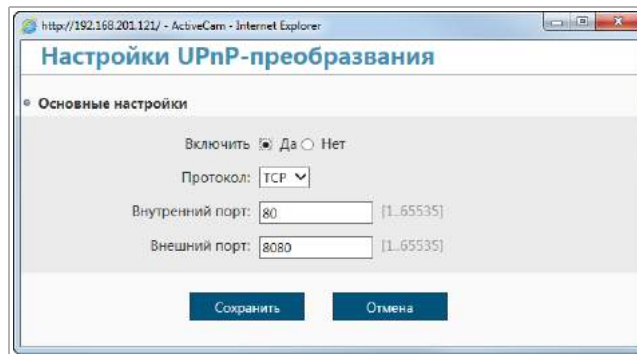 http://192.168.201.121/ - ActiveCam - Internet Explorer
Настройки UPnP-преобразвания
Основные настройки
Включить Да Нет
Протокол: TCP
Внутренний порт: 80 [1..65535]
Внешний порт: 8080 [1..65535]
Сохранить Отмена